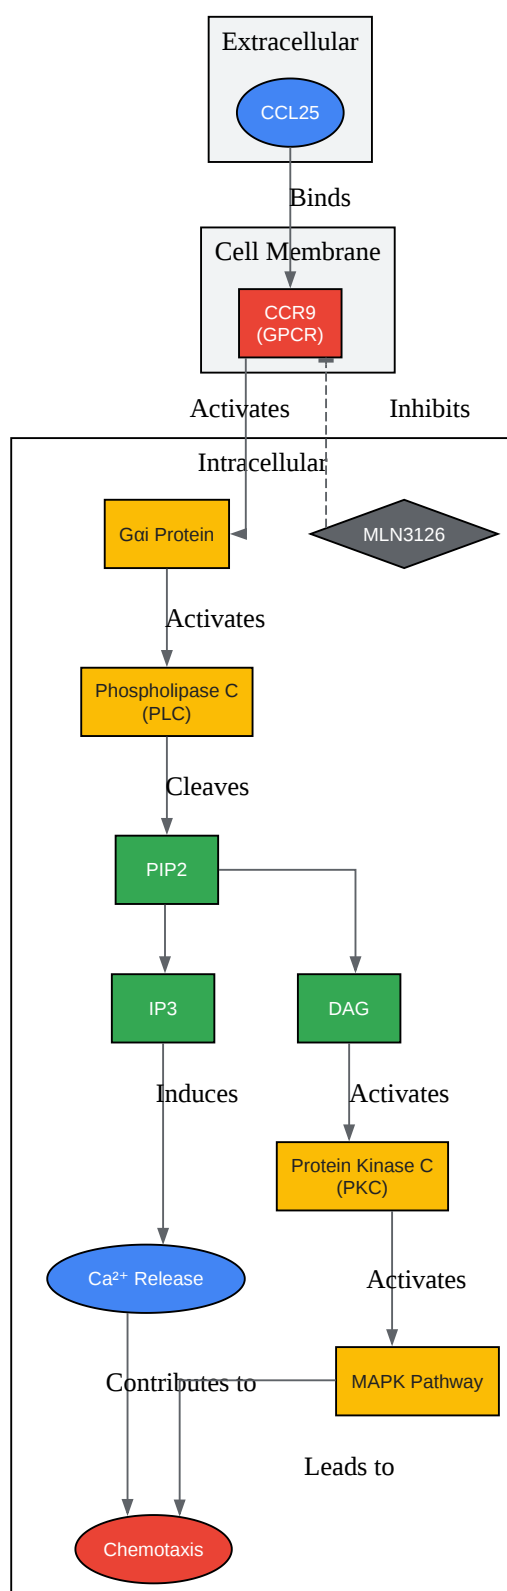 Extracellular
CCL25
Binds
Cell Membrane
CCR9
(GPCR)
Activates
Inhibits
Intracellular
Gαi Protein
MLN3126
Activates
Phospholipase C
(PLC)
Cleaves
PIP2
IP3
DAG
Induces
Activates
Protein Kinase C
(PKC)
Ca²⁺ Release
Activates
Contributes to
MAPK Pathway
Leads to
Chemotaxis